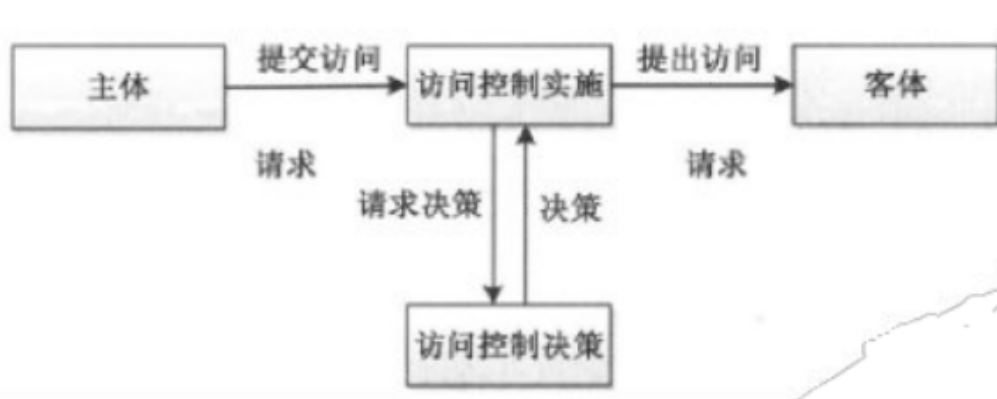 主体
提交访问
请求
访问控制实施
提出访问
请求
客体
请求决策
决策
访问控制决策